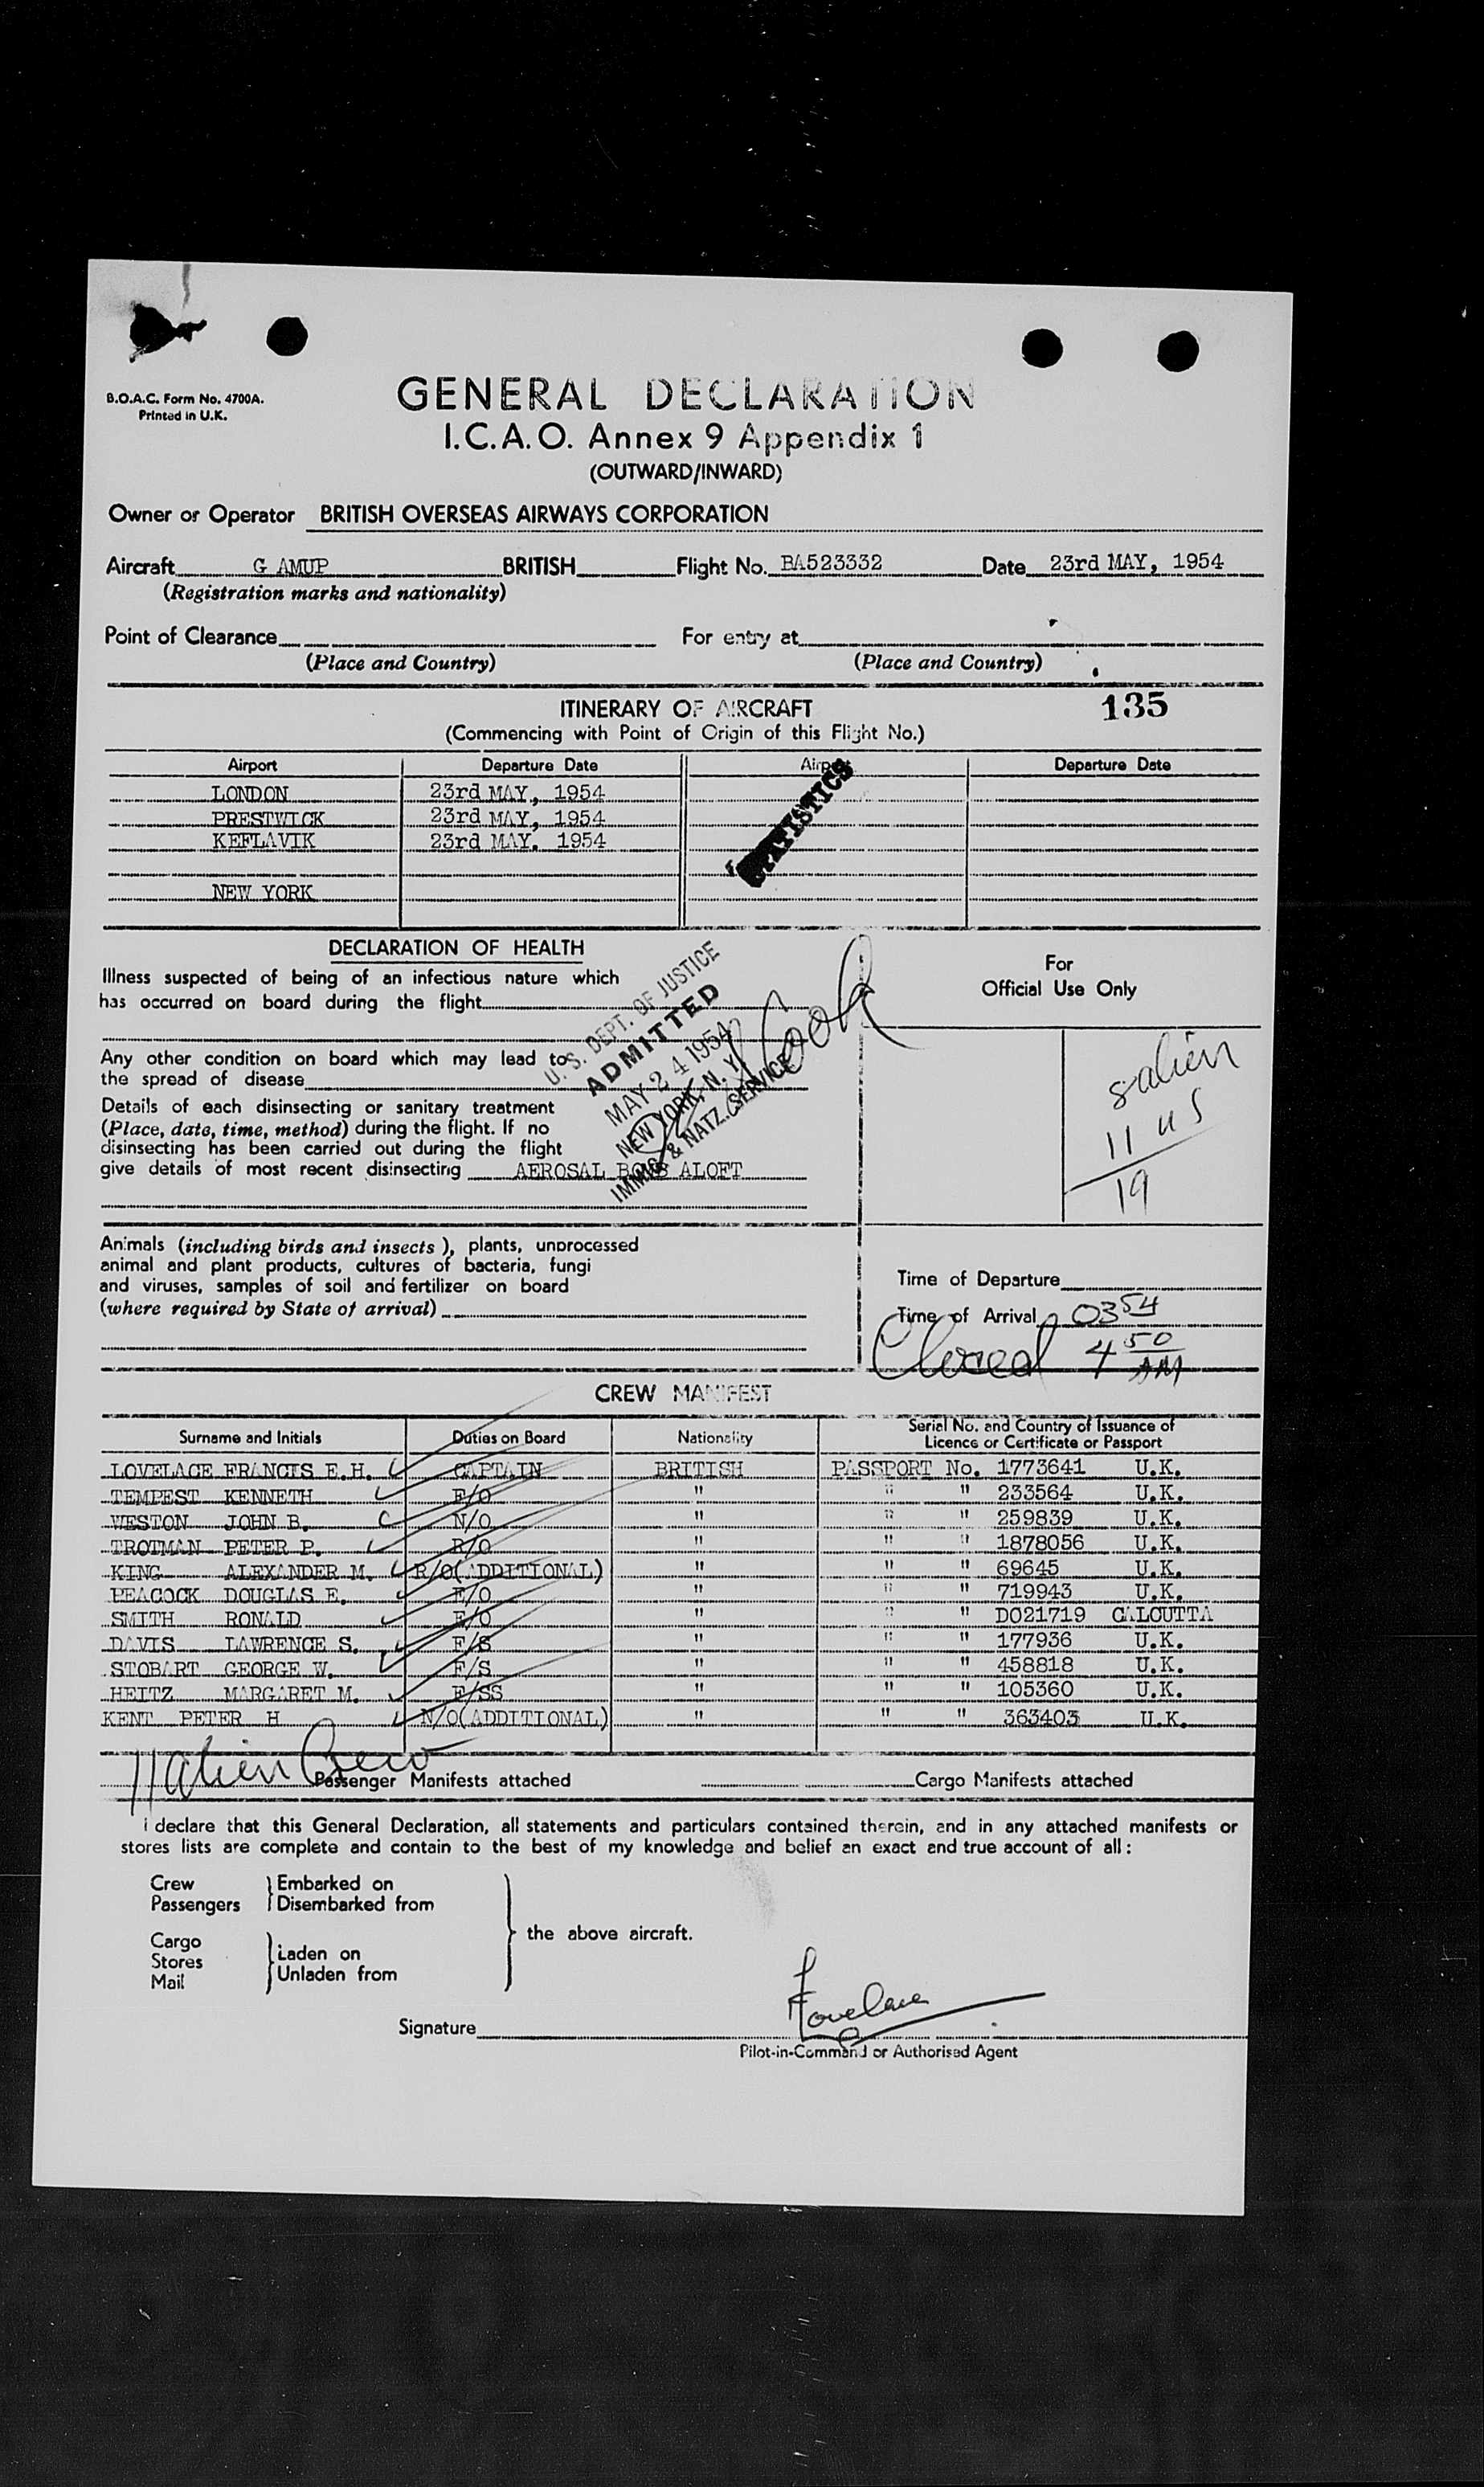 B.O.A.C. Form No. 4700A.
Printed in U.K.
GENERAL DECLARATION
I.C.A.O. Annex 9 Appendix 1
(OUTWARD/INWARD)
Owner or Operator BRITISH OVERSEAS AIRWAYS CORPORATION
Aircraft G AMUP BRITISH Flight No. BA523332 Date 23rd MAY, 1954
(Registration marks and nationality)
Point of Clearance For entry at
(Place and Country) (Place and Country)
135
ITINERARY OF AIRCRAFT
(Commencing with Point of Origin of this Flight No.)
Airport Departure Date Airport Departure Date
LONDON 23rd MAY, 1954
PRESTWICK 23rd MAY, 1954
KEFLAVIK 23rd MAY. 1954
NEW YORK
STATISTICS
DECLARATION OF HEALTH
Illness suspected of being of an infectious nature which
has occurred on board during the flight
Any other condition on board which may lead to
the spread of disease
Details of each disinsecting or sanitary treatment
(Place, date, time, method) during the flight. If no
disinsecting has been carried out during the flight
give details of most recent disinsecting AEROSAL BOMB ALOFT
U.S. DEPT. OF JUSTICE
ADMITTED
MAY 24 1954
NEW YORK, N.Y.
IMMIG. & NATZ. SERVICE
Cook
For
Official Use Only
8 alien
11 US
19
Animals (including birds and insects), plants, unprocessed
animal and plant products, cultures of bacteria, fungi
and viruses, samples of soil and fertilizer on board
(where required by State of arrival)
Time of Departure
Time of Arrival 0354
Closed 4 50 AM
CREW MANIFEST
Surname and Initials Duties on Board Nationality Serial No. and Country of Issuance of
Licence or Certificate or Passport
LOVELACE FRANCIS E.H. CAPTAIN BRITISH PASSPORT No. 1773641 U.K.
TEMPEST KENNETH F/O " " " 233564 U.K.
WESTON JOHN B. N/O " " " 259839 U.K.
TROTMAN PETER P. R/O " " " 1878056 U.K.
KING ALEXANDER M. R/O(ADDITIONAL) " " " 69645 U.K.
PEACOCK DOUGLAS E. E/O " " " 719943 U.K.
SMITH RONALD E/O " " " D021719 CALCUTTA
DAVIS LAWRENCE S. F/S " " " 177936 U.K.
STOBART GEORGE W. F/S " " " 458818 U.K.
HEITZ MARGARET M. F/SS " " " 105360 U.K.
KENT PETER H N/O(ADDITIONAL) " " " 363403 U.K.
11 alien Crew
Passenger Manifests attached Cargo Manifests attached
I declare that this General Declaration, all statements and particulars contained therein, and in any attached manifests or
stores lists are complete and contain to the best of my knowledge and belief an exact and true account of all:
Crew
Passengers
Embarked on
Disembarked from
Cargo
Stores
Mail
Laden on
Unladen from
the above aircraft.
Signature F Lovelace
Pilot-in-Command or Authorised Agent